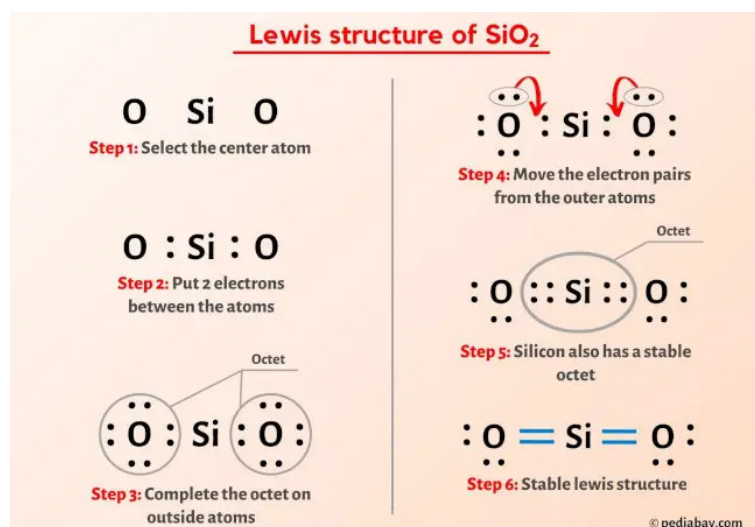 Lewis structure of SiO₂
O Si O
Step 1: Select the center atom
O : Si : O
Step 2: Put 2 electrons
between the atoms
Octet
: O : Si : O :
Step 3: Complete the octet on
outside atoms
: O : Si : O :
Step 4: Move the electron pairs
from the outer atoms
Octet
: O :: Si :: O :
Step 5: Silicon also has a stable
octet
: O = Si = O :
Step 6: Stable lewis structure
© pediabay.com